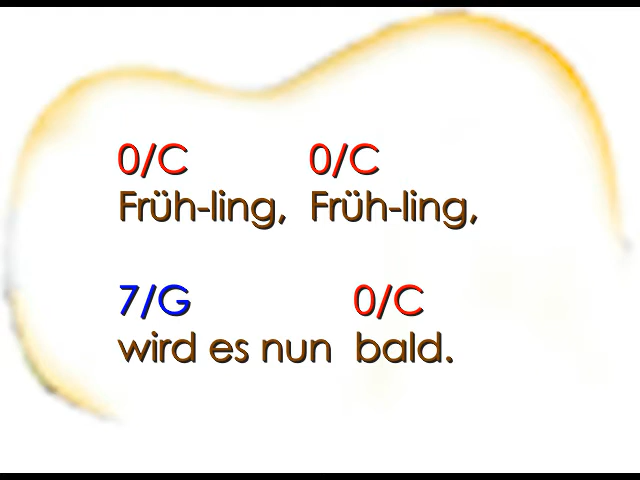 0/C 0/C
Früh-ling, Früh-ling,
7/G 0/C
wird es nun bald.